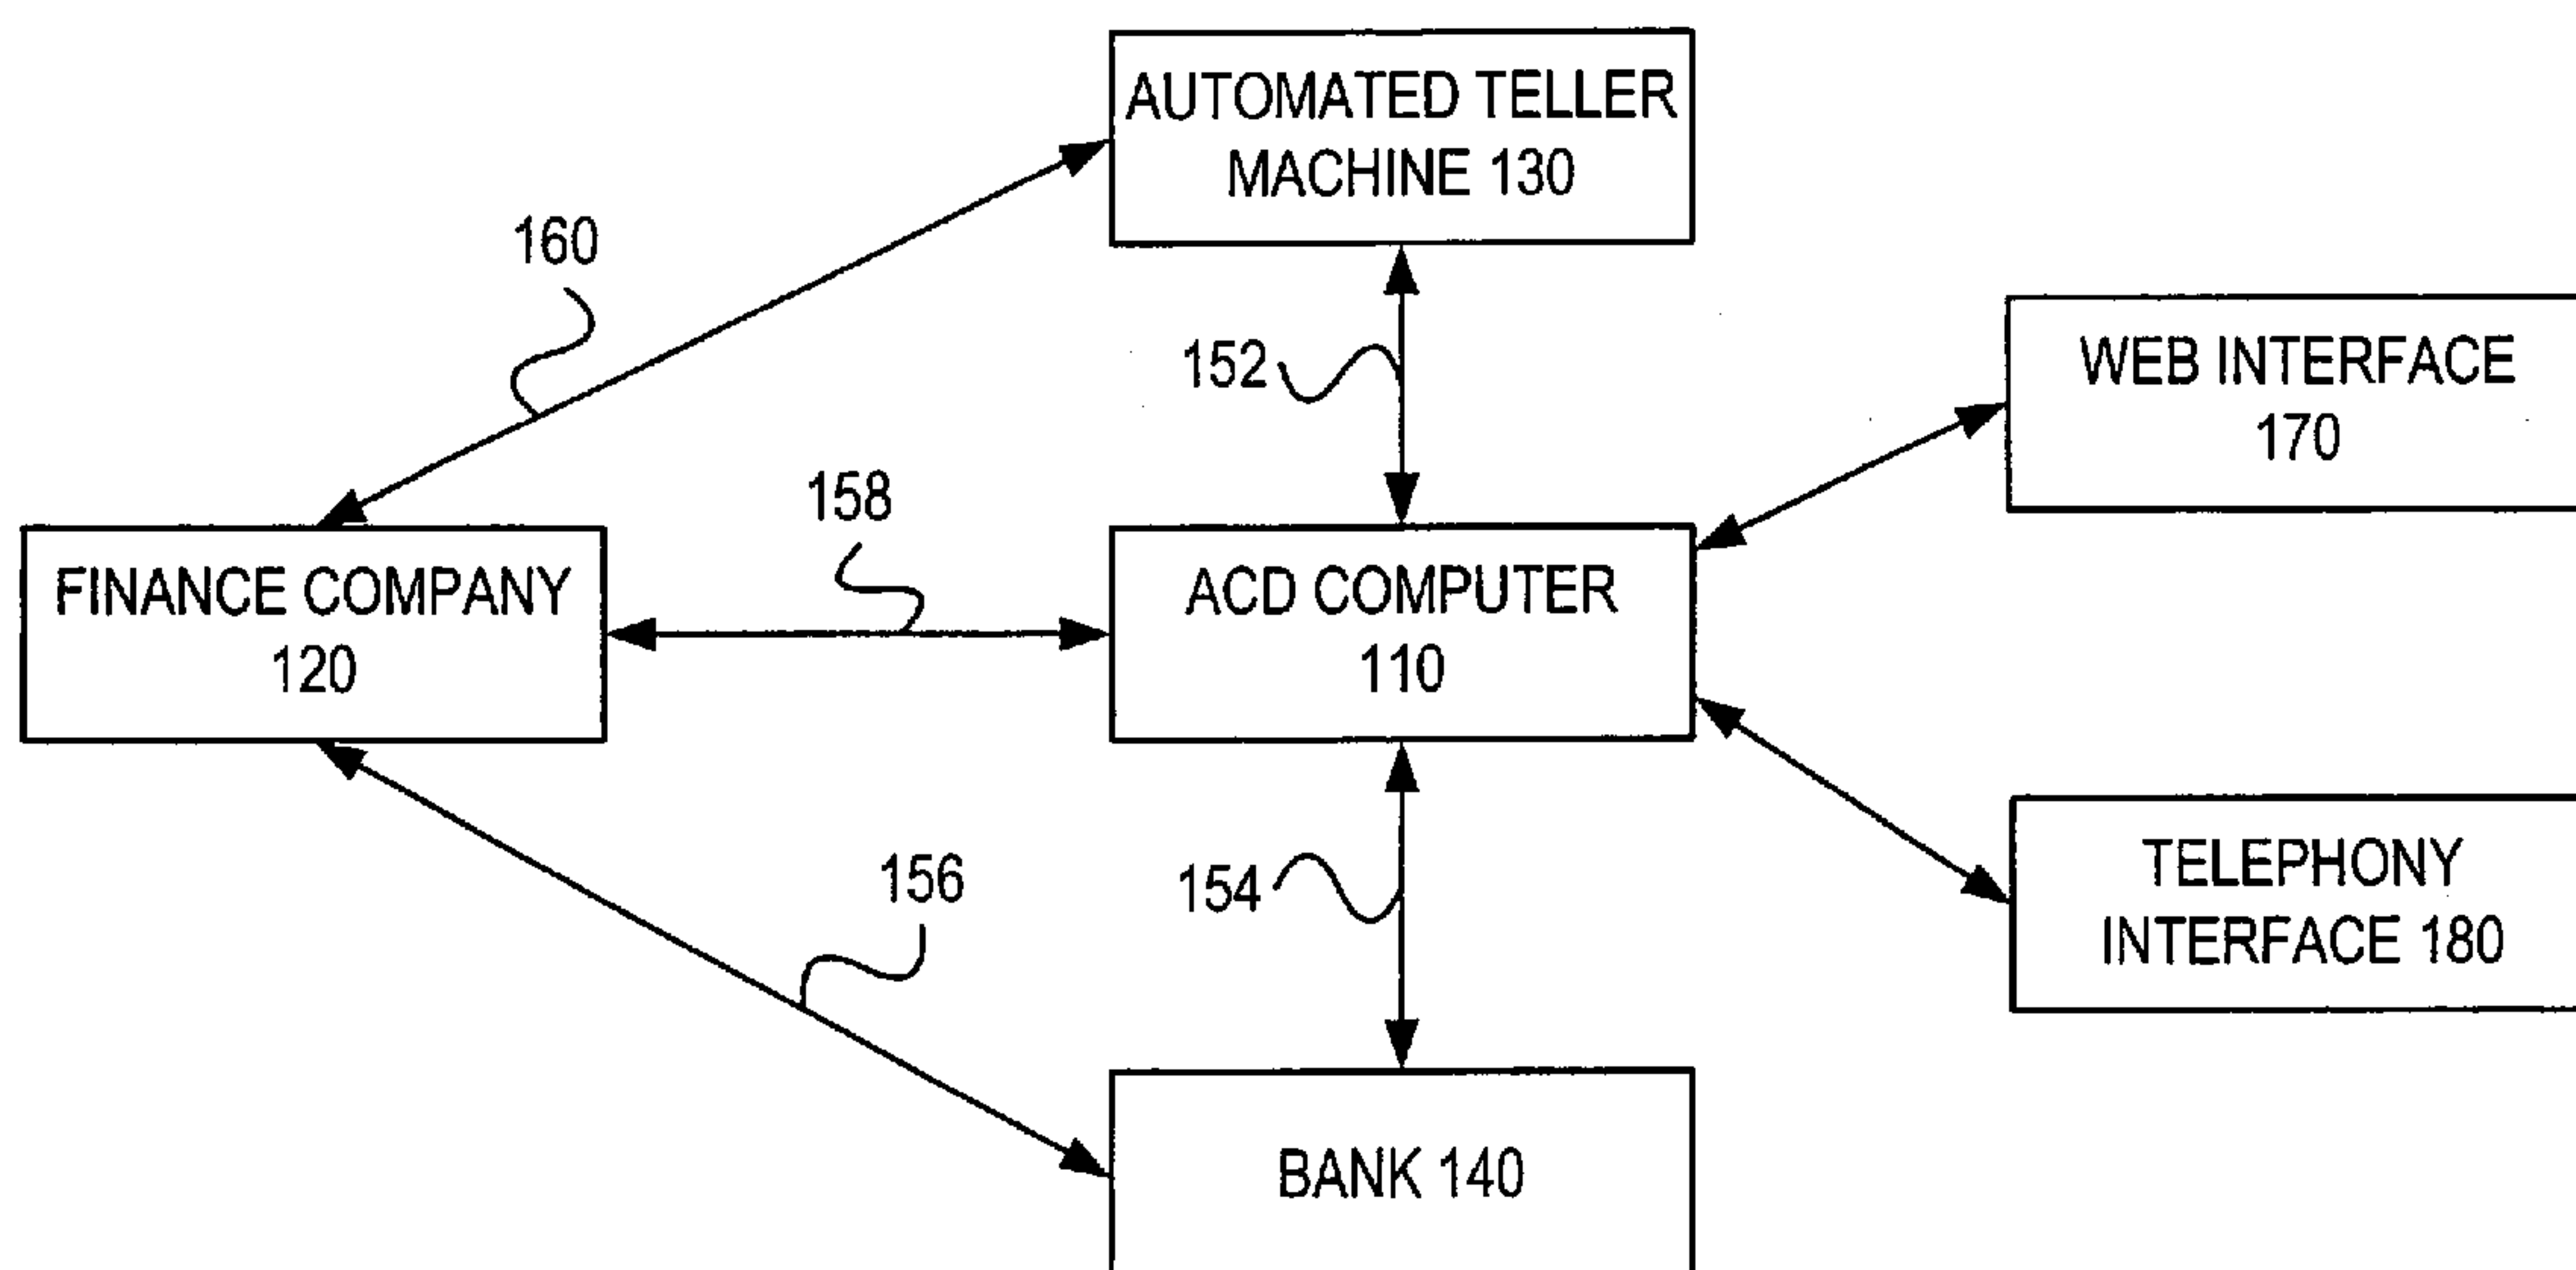 AUTOMATED TELLER
MACHINE 130
160
152
WEB INTERFACE
170
158
FINANCE COMPANY
120
ACD COMPUTER
110
156
154
TELEPHONY
INTERFACE 180
BANK 140